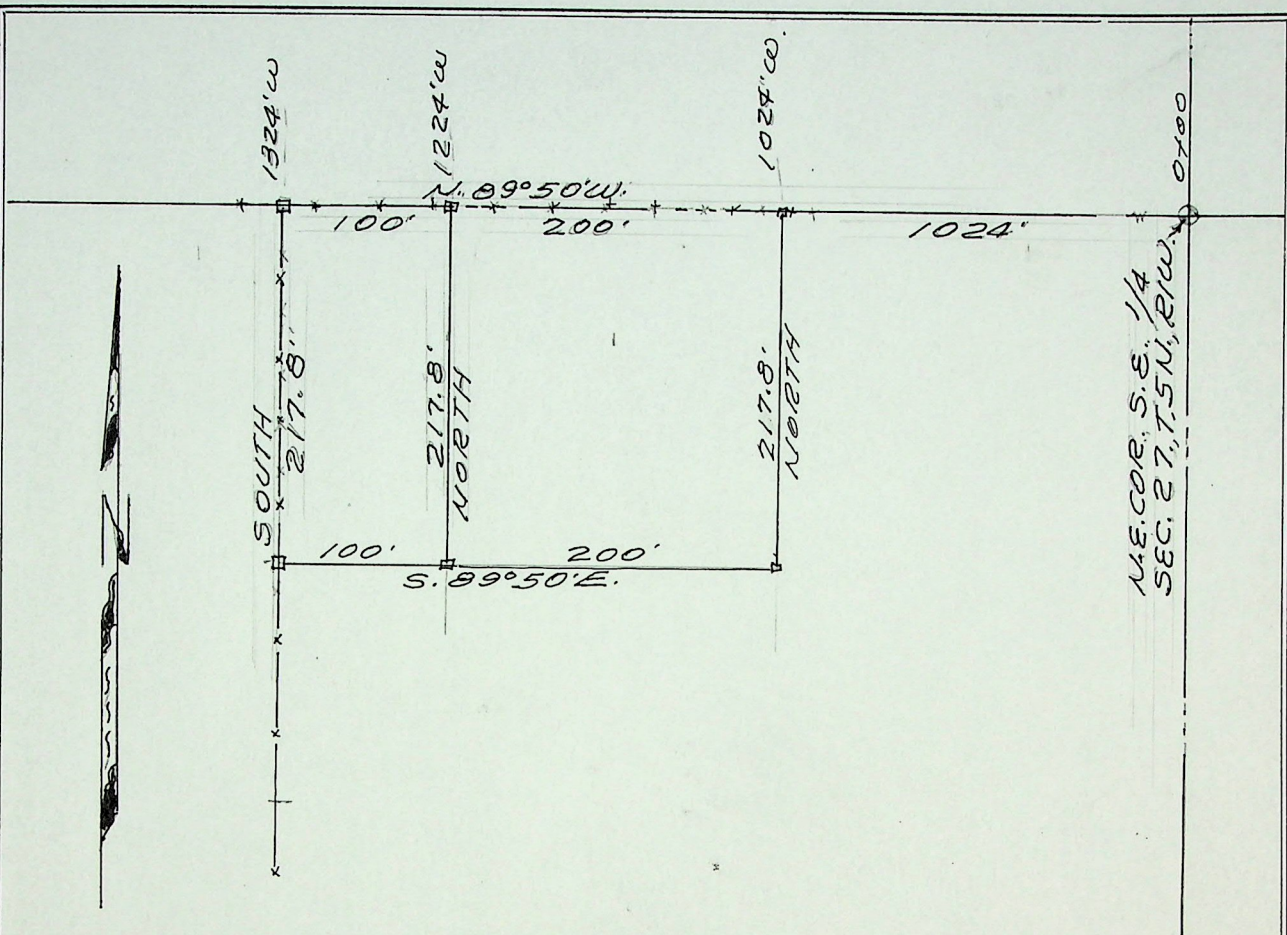 1324'W
1224'W
1024'W.
0+00
N. 89°50'W.
100'
200'
1024'
SOUTH
217.8'
217.8'
NORTH
217.8'
NORTH
N.E. COR., S.E. 1/4
SEC. 27, T.5N., R1W.
100'
200'
S. 89°50'E.
N